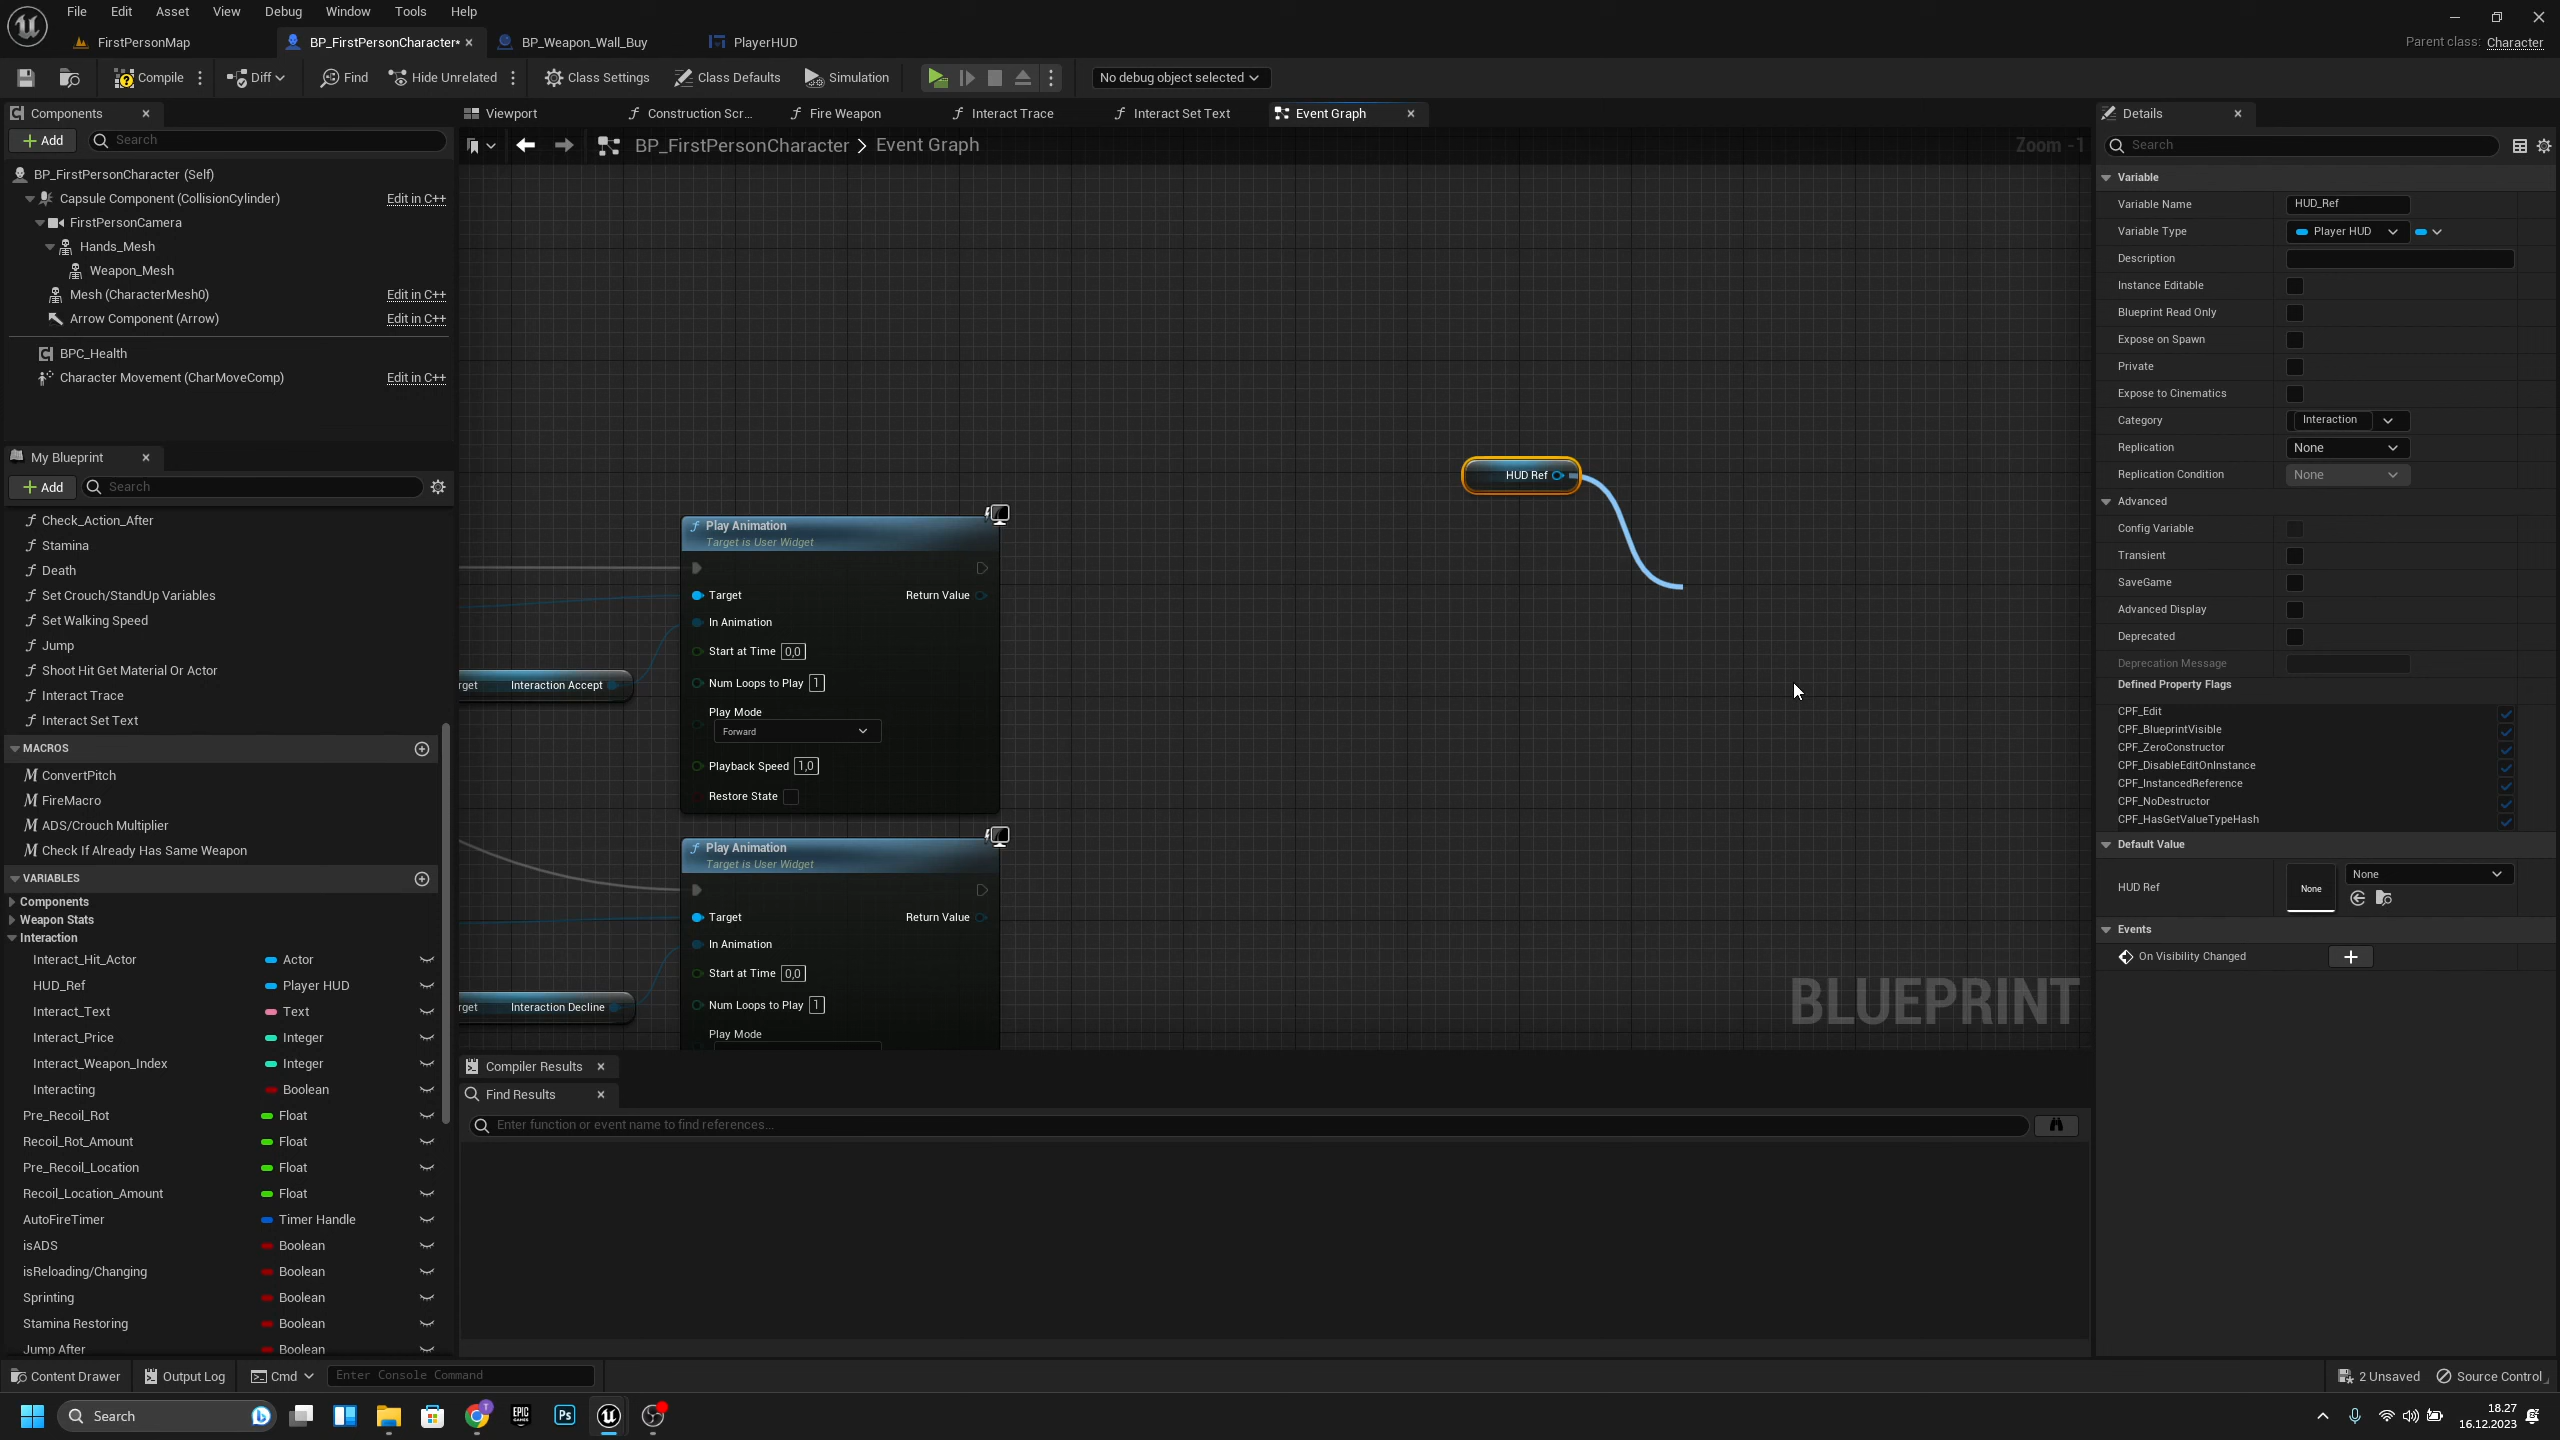 File Edit Asset View Debug Window Tools Help
FirstPersonMap
BP_FirstPersonCharacter*
BP_Weapon_Wall_Buy
PlayerHUD
Parent class: Character
Compile
Diff
Find
Hide Unrelated
Class Settings
Class Defaults
Simulation
No debug object selected
Components
Add
Search
BP_FirstPersonCharacter (Self)
Capsule Component (CollisionCylinder) Edit in C++
FirstPersonCamera
Hands_Mesh
Weapon_Mesh
Mesh (CharacterMesh0) Edit in C++
Arrow Component (Arrow) Edit in C++
BPC_Health
Character Movement (CharMoveComp) Edit in C++
My Blueprint
Add
Search
Check_Action_After
Stamina
Death
Set Crouch/StandUp Variables
Set Walking Speed
Jump
Shoot Hit Get Material Or Actor
Interact Trace
Interact Set Text
MACROS
ConvertPitch
FireMacro
ADS/Crouch Multiplier
Check If Already Has Same Weapon
VARIABLES
Components
Weapon Stats
Interaction
Interact_Hit_Actor Actor
HUD_Ref Player HUD
Interact_Text Text
Interact_Price Integer
Interact_Weapon_Index Integer
Interacting Boolean
Pre_Recoil_Rot Float
Recoil_Rot_Amount Float
Pre_Recoil_Location Float
Recoil_Location_Amount Float
AutoFireTimer Timer Handle
isADS Boolean
isReloading/Changing Boolean
Sprinting Boolean
Stamina Restoring Boolean
Jump After Boolean
Viewport
Construction Scr...
Fire Weapon
Interact Trace
Interact Set Text
Event Graph
BP_FirstPersonCharacter > Event Graph
Zoom -1
HUD Ref
Play Animation
Target is User Widget
Target Return Value
In Animation
Start at Time 0,0
Num Loops to Play 1
Play Mode
Forward
Playback Speed 1,0
Restore State
rget Interaction Accept
Play Animation
Target is User Widget
Target Return Value
In Animation
Start at Time 0,0
Num Loops to Play 1
Play Mode
rget Interaction Decline
BLUEPRINT
Compiler Results
Find Results
Enter function or event name to find references...
Details
Search
Variable
Variable Name HUD_Ref
Variable Type Player HUD
Description
Instance Editable
Blueprint Read Only
Expose on Spawn
Private
Expose to Cinematics
Category Interaction
Replication None
Replication Condition None
Advanced
Config Variable
Transient
SaveGame
Advanced Display
Deprecated
Deprecation Message
Defined Property Flags
CPF_Edit
CPF_BlueprintVisible
CPF_ZeroConstructor
CPF_DisableEditOnInstance
CPF_InstancedReference
CPF_NoDestructor
CPF_HasGetValueTypeHash
Default Value
HUD Ref None None
Events
On Visibility Changed
Content Drawer
Output Log
Cmd
Enter Console Command
2 Unsaved
Source Control
Search
EPIC GAMES
Ps
18.27
16.12.2023